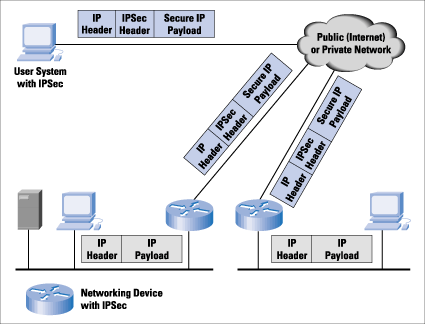 IP Header
IPSec Header
Secure IP Payload
Public (Internet)
or Private Network
User System
with IPSec
IP Header
IPSec Header
Secure IP Payload
IP Header
IPSec Header
Secure IP Payload
IP Header
IP Payload
IP Header
IP Payload
Networking Device
with IPSec